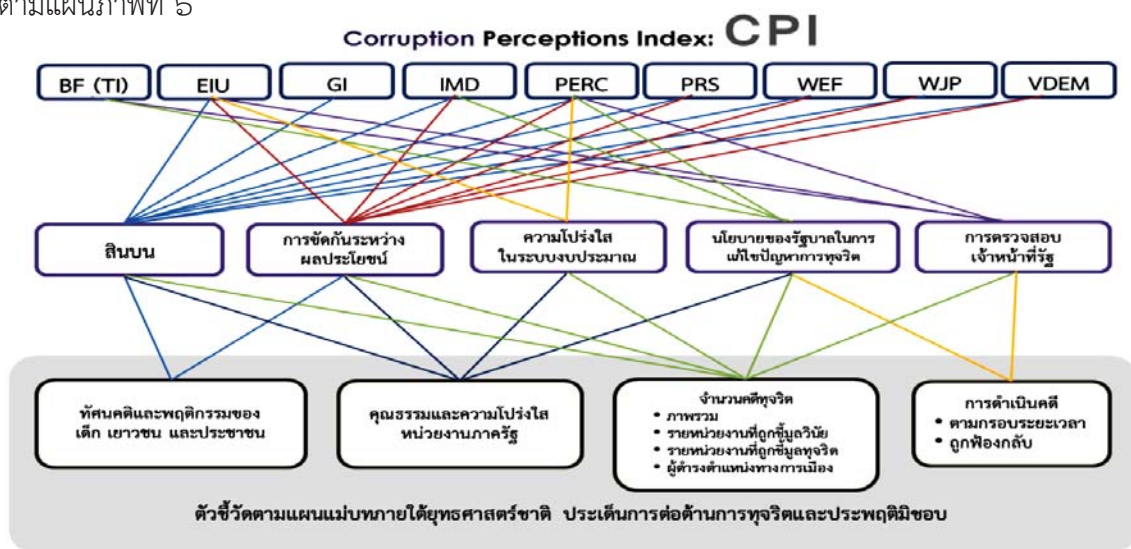 ตามแผนภาพที่ ๖
Corruption Perceptions Index: CPI
BF (TI) EIU GI IMD PERC PRS WEF WJP VDEM
สินบน
การขัดกันระหว่าง
ผลประโยชน์
ความโปร่งใส
ในระบบงบประมาณ
นโยบายของรัฐบาลในการ
แก้ไขปัญหาการทุจริต
การตรวจสอบ
เจ้าหน้าที่รัฐ
ทัศนคติและพฤติกรรมของ
เด็ก เยาวชน และประชาชน
คุณธรรมและความโปร่งใส
หน่วยงานภาครัฐ
จำนวนคดีทุจริต
• ภาพรวม
• รายหน่วยงานที่ถูกชี้มูลวินัย
• รายหน่วยงานที่ถูกชี้มูลทุจริต
• ผู้ดำรงตำแหน่งทางการเมือง
การดำเนินคดี
• ตามกรอบระยะเวลา
• ถูกฟ้องกลับ
ตัวชี้วัดตามแผนแม่บทภายใต้ยุทธศาสตร์ชาติ ประเด็นการต่อต้านการทุจริตและประพฤติมิชอบ